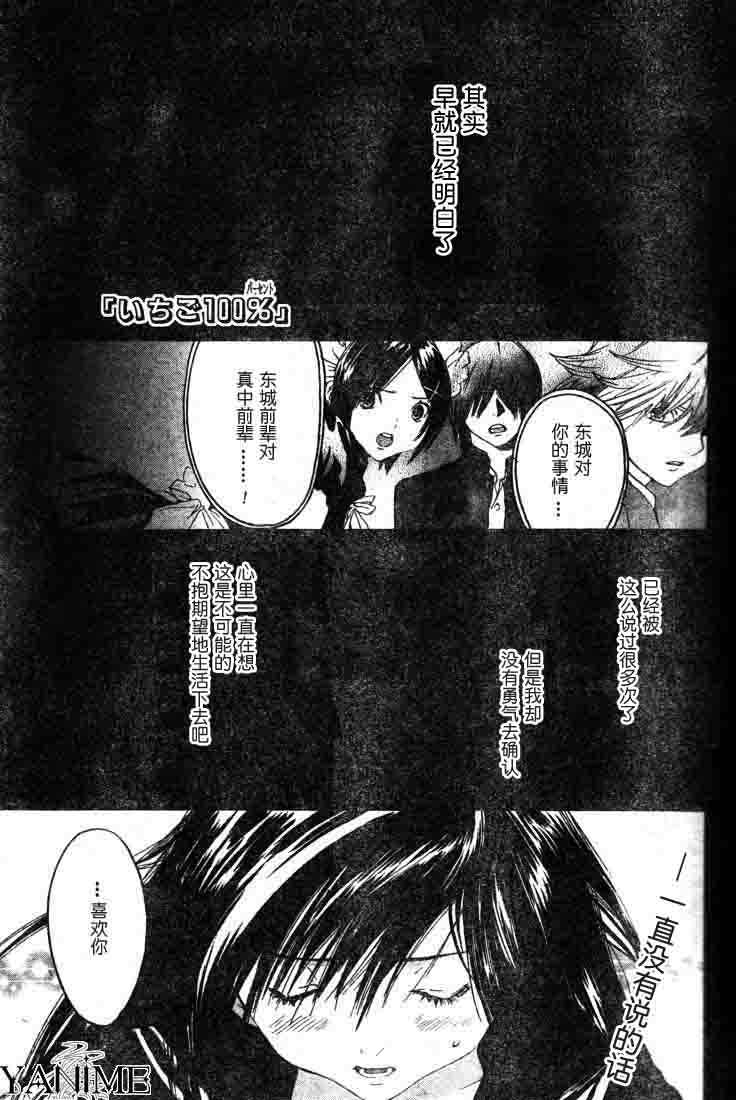 其实
早就已经明白了
パーセント
『いちご100%』
东城对
你的事情…
东城前辈对
真中前辈
……！
已经被
这么说过很多次了
但是我却
没有勇气去确认
心里一直在想
这是不可能的
不抱期望地生活下去吧
—一直没有说的话
…喜欢你
YANIME